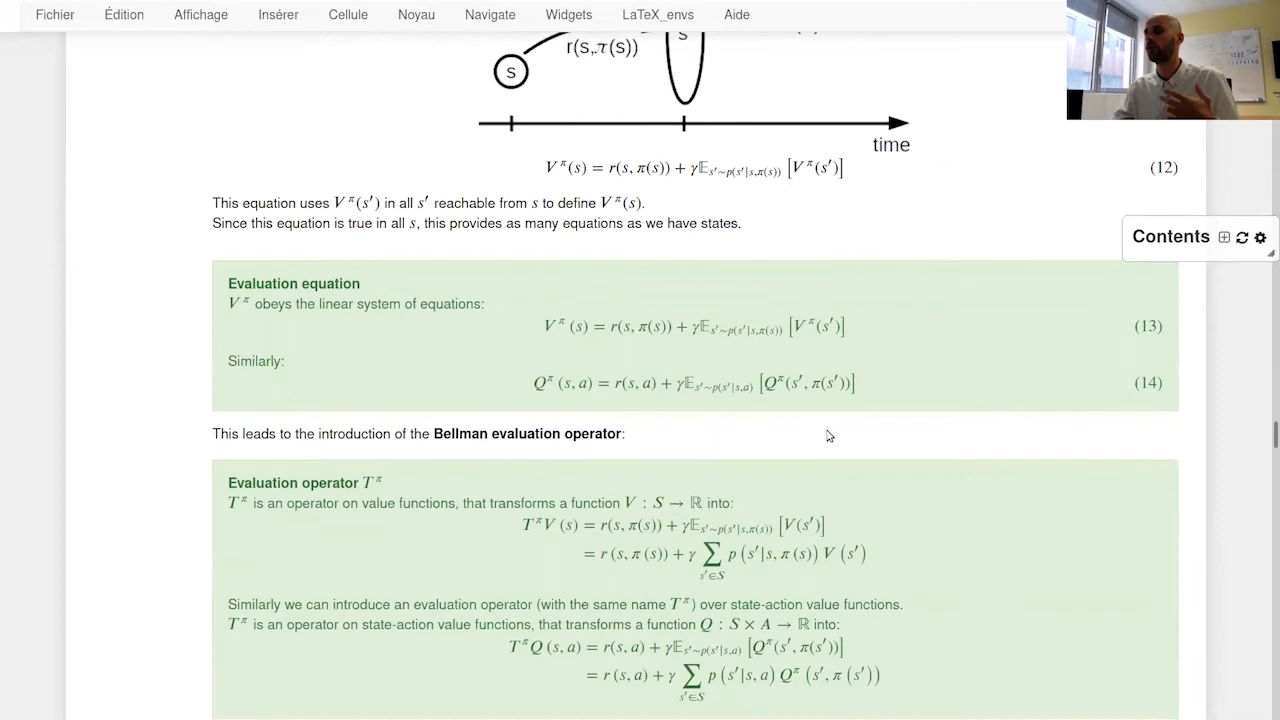 Fichier Édition Affichage Insérer Cellule Noyau Navigate Widgets LaTeX_envs Aide
s
r(s,π(s))
s
time
V^π(s) = r(s, π(s)) + γ𝔼_{s′∼p(s′|s,π(s))} [V^π(s′)] (12)
This equation uses V^π(s′) in all s′ reachable from s to define V^π(s).
Since this equation is true in all s, this provides as many equations as we have states.
Contents
Evaluation equation
V^π obeys the linear system of equations:
V^π (s) = r(s, π(s)) + γ𝔼_{s′∼p(s′|s,π(s))} [V^π(s′)] (13)
Similarly:
Q^π (s, a) = r(s, a) + γ𝔼_{s′∼p(s′|s,a)} [Q^π(s′, π(s′))] (14)
This leads to the introduction of the Bellman evaluation operator:
Evaluation operator T^π
T^π is an operator on value functions, that transforms a function V : S → ℝ into:
T^πV (s) = r(s, π(s)) + γ𝔼_{s′∼p(s′|s,π(s))} [V(s′)]
= r (s, π (s)) + γ ∑_{s′∈S} p (s′|s, π (s)) V (s′)
Similarly we can introduce an evaluation operator (with the same name T^π) over state-action value functions.
T^π is an operator on state-action value functions, that transforms a function Q : S × A → ℝ into:
T^πQ (s, a) = r(s, a) + γ𝔼_{s′∼p(s′|s,a)} [Q^π(s′, π(s′))]
= r (s, a) + γ ∑_{s′∈S} p (s′|s, a) Q^π (s′, π (s′))